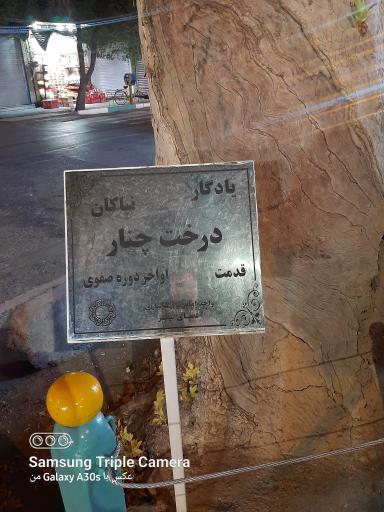 یادگار نیاکان
درخت چنار
قدمت اواخر دوره صفوی
Samsung Triple Camera
عکس با Galaxy A30s من